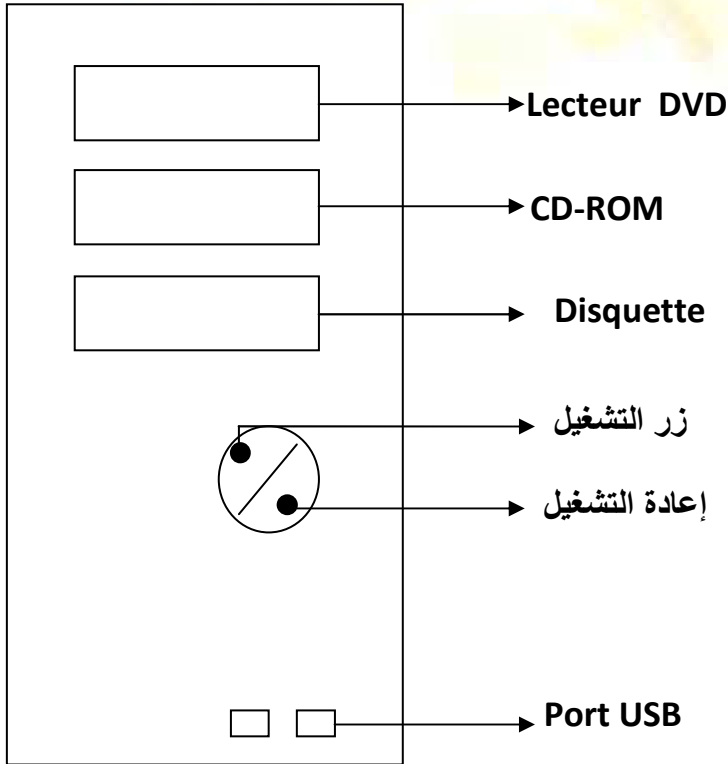 Lecteur DVD
CD-ROM
Disquette
زر التشغيل
إعادة التشغيل
Port USB